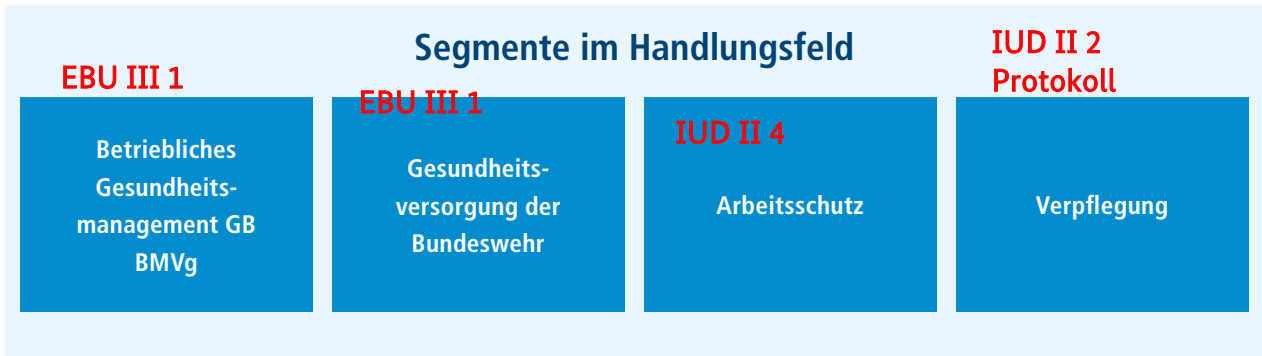 Segmente im Handlungsfeld
EBU III 1
Betriebliches
Gesundheits-
management GB
BMVg
EBU III 1
Gesundheits-
versorgung der
Bundeswehr
IUD II 4
Arbeitsschutz
IUD II 2
Protokoll
Verpflegung